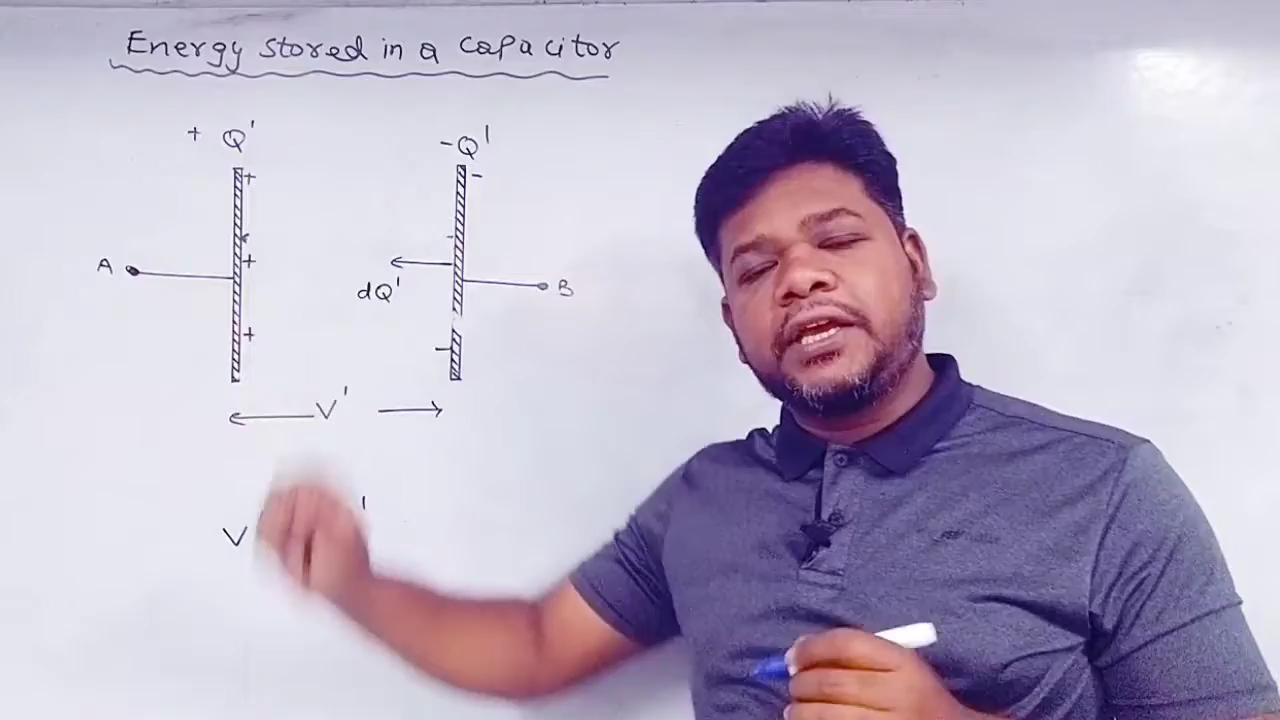 Energy stored in a capacitor
+ Q' -Q'
+ -
+ -
A dQ' B
+ -
V'
V '